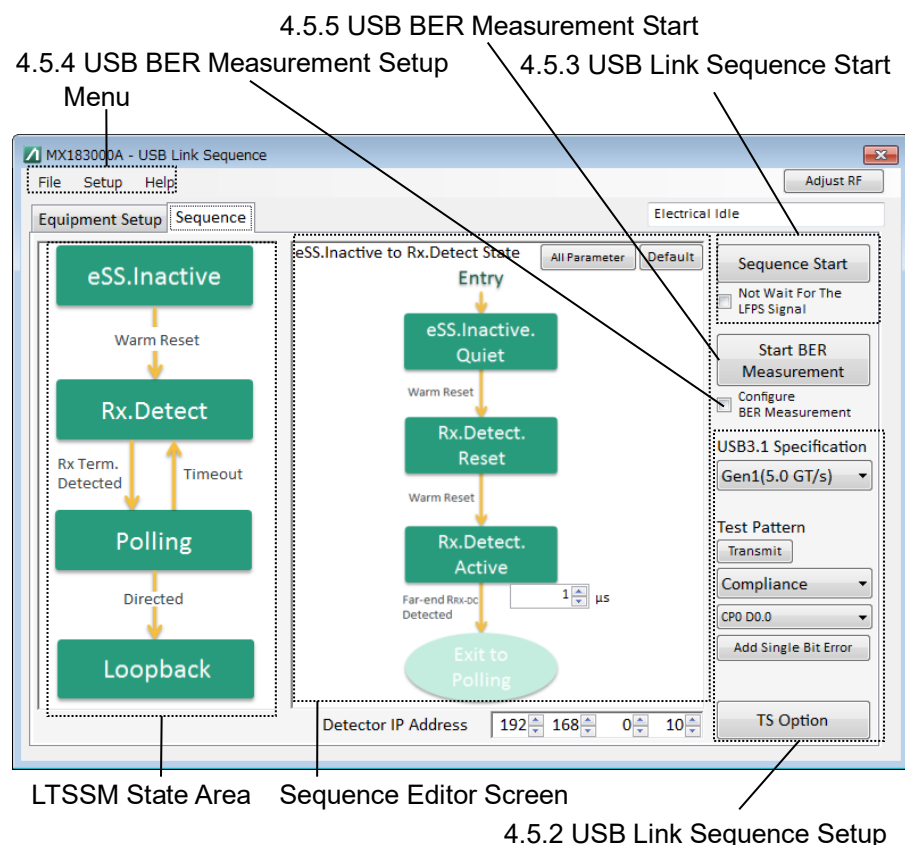 4.5.5 USB BER Measurement Start
4.5.4 USB BER Measurement Setup
4.5.3 USB Link Sequence Start
Menu
MX183000A - USB Link Sequence
File Setup Help
Adjust RF
Equipment Setup
Sequence
Electrical Idle
eSS.Inactive
Warm Reset
Rx.Detect
Rx Term.
Detected
Timeout
Polling
Directed
Loopback
eSS.Inactive to Rx.Detect State
All Parameter
Default
Entry
eSS.Inactive.
Quiet
Warm Reset
Rx.Detect.
Reset
Warm Reset
Rx.Detect.
Active
Far-end RRX-DC
Detected
1 µs
Exit to
Polling
Detector IP Address 192 168 0 10
Sequence Start
Not Wait For The
LFPS Signal
Start BER
Measurement
Configure
BER Measurement
USB3.1 Specification
Gen1(5.0 GT/s)
Test Pattern
Transmit
Compliance
CP0 D0.0
Add Single Bit Error
TS Option
LTSSM State Area
Sequence Editor Screen
4.5.2 USB Link Sequence Setup